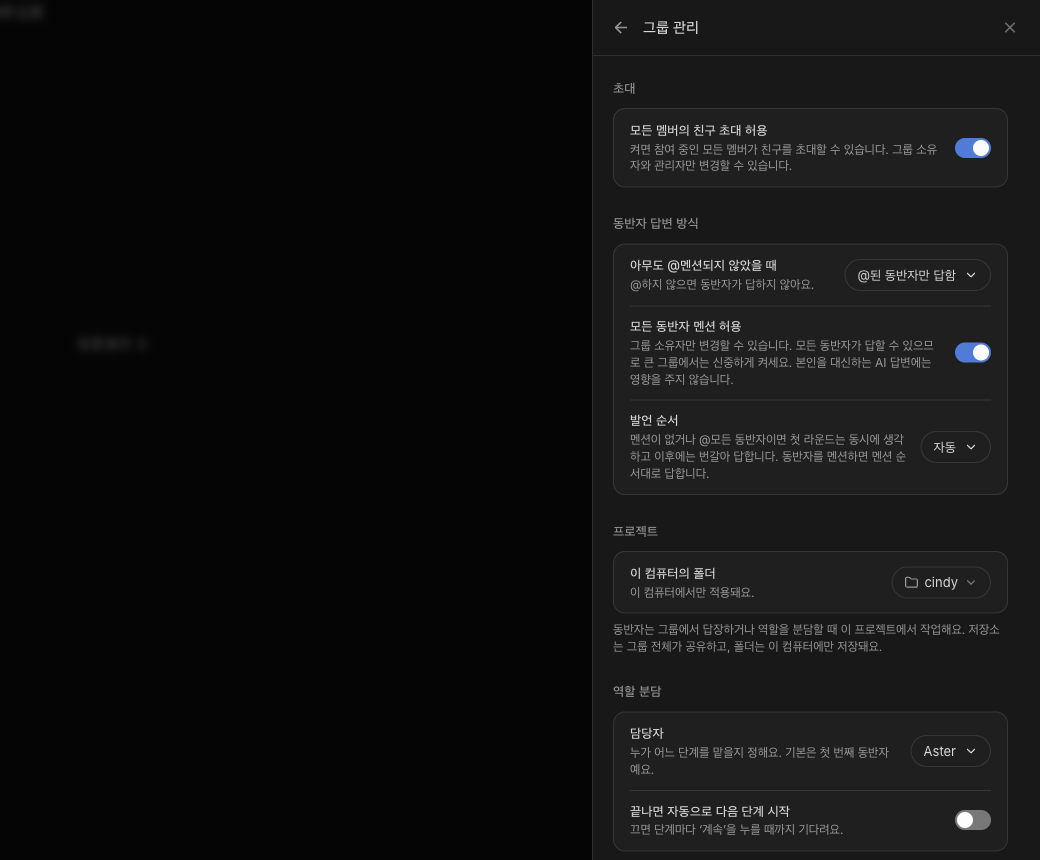 그룹 관리
초대
모든 멤버의 친구 초대 허용
켜면 참여 중인 모든 멤버가 친구를 초대할 수 있습니다. 그룹 소유
자와 관리자만 변경할 수 있습니다.
동반자 답변 방식
아무도 @멘션되지 않았을 때
@하지 않으면 동반자가 답하지 않아요.
@된 동반자만 답함
모든 동반자 멘션 허용
그룹 소유자만 변경할 수 있습니다. 모든 동반자가 답할 수 있으므
로 큰 그룹에서는 신중하게 켜세요. 본인을 대신하는 AI 답변에는
영향을 주지 않습니다.
발언 순서
멘션이 없거나 @모든 동반자이면 첫 라운드는 동시에 생각
하고 이후에는 번갈아 답합니다. 동반자를 멘션하면 멘션 순
서대로 답합니다.
자동
프로젝트
이 컴퓨터의 폴더
이 컴퓨터에서만 적용돼요.
cindy
동반자는 그룹에서 답장하거나 역할을 분담할 때 이 프로젝트에서 작업해요. 저장소
는 그룹 전체가 공유하고, 폴더는 이 컴퓨터에만 저장돼요.
역할 분담
담당자
누가 어느 단계를 맡을지 정해요. 기본은 첫 번째 동반자
예요.
Aster
끝나면 자동으로 다음 단계 시작
끄면 단계마다 ‘계속’을 누를 때까지 기다려요.